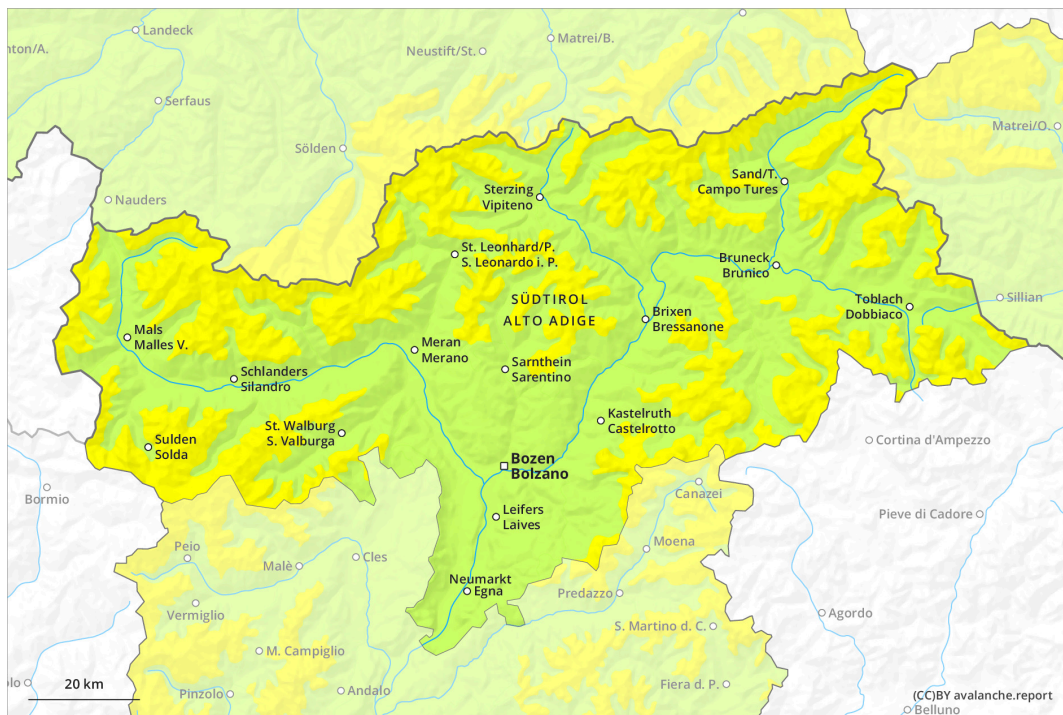 Landeck
Matrei/B.
Neustift/St.
nton/A.
Serfaus
Matrei/O.
Sölden
Sand/T.
Campo Tures
Sterzing
Vipiteno
Nauders
St. Leonhard/P.
S. Leonardo i. P.
Bruneck
Brunico
SÜDTIROL
ALTO ADIGE
Toblach
Dobbiaco
Sillian
Brixen
Bressanone
Mals
Malles V.
Meran
Merano
Schlanders
Silandro
Sarnthein
Sarentino
Kastelruth
Castelrotto
St. Walburg
S. Valburga
Sulden
Solda
Cortina d'Ampezzo
Bozen
Bolzano
Bormio
Canazei
Leifers
Laives
Pieve di Cadore
Peio
Cles
Malè
Moena
Neumarkt
Egna
Predazzo
Vermiglio
Agordo
S. Martino d. C.
M. Campiglio
20 km
lo
Pinzolo
Andalo
Fiera d. P.
(CC)BY avalanche.report
Belluno